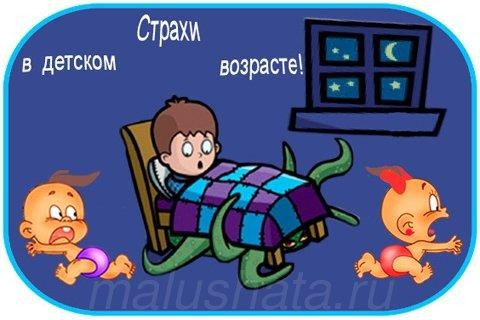 Страхи
в детском
возрасте!
malushata.ru